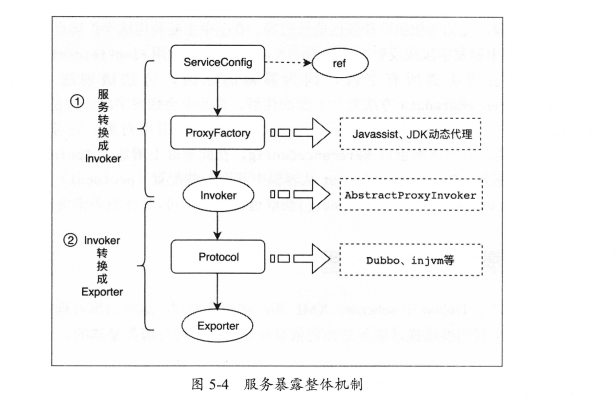 ServiceConfig
ref
① 服务转换成Invoker
ProxyFactory
Javassist、JDK动态代理
Invoker
AbstractProxyInvoker
② Invoker转换成Exporter
Protocol
Dubbo、injvm等
Exporter
图 5-4 服务暴露整体机制